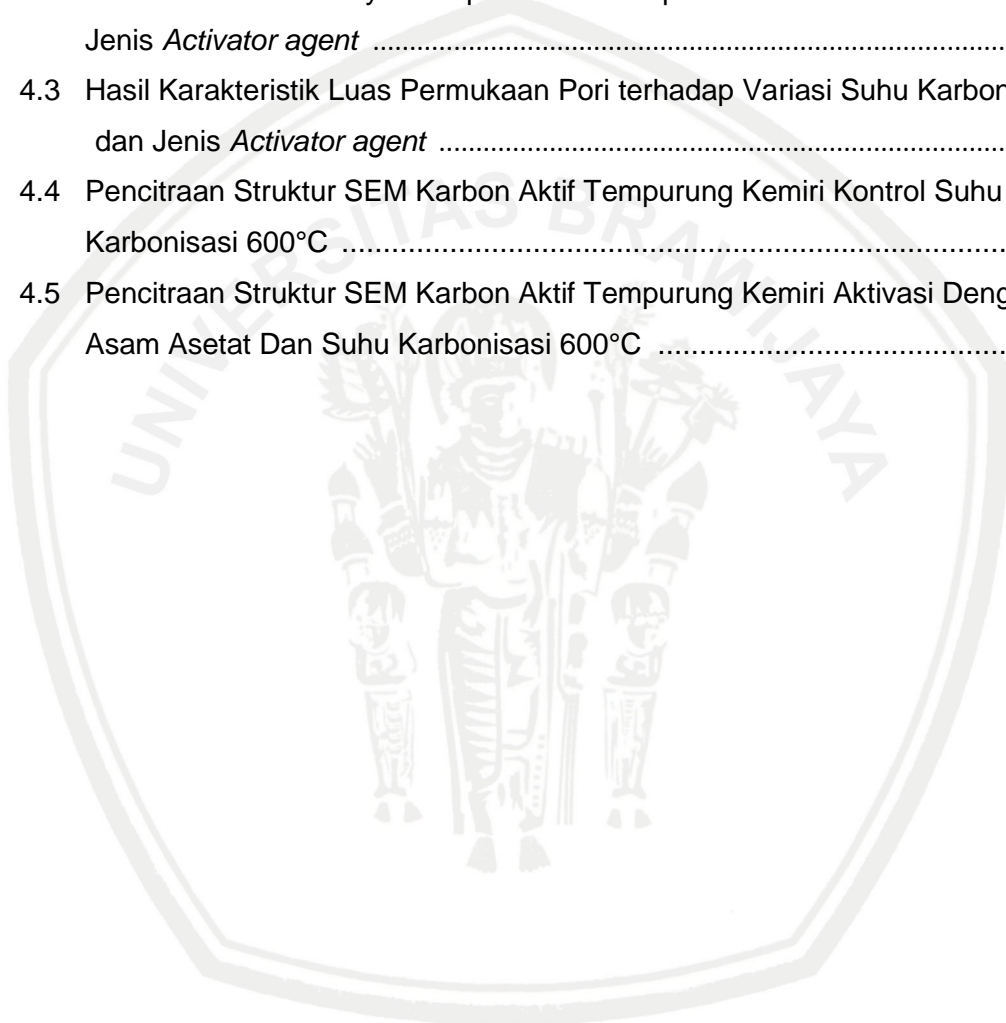 Jenis Activator agent ........................................................................................
4.3 Hasil Karakteristik Luas Permukaan Pori terhadap Variasi Suhu Karbon
dan Jenis Activator agent ...............................................................................
4.4 Pencitraan Struktur SEM Karbon Aktif Tempurung Kemiri Kontrol Suhu
Karbonisasi 600°C ............................................................................
4.5 Pencitraan Struktur SEM Karbon Aktif Tempurung Kemiri Aktivasi Deng
Asam Asetat Dan Suhu Karbonisasi 600°C ........................................
UNIVERSITAS BRAWIJAYA